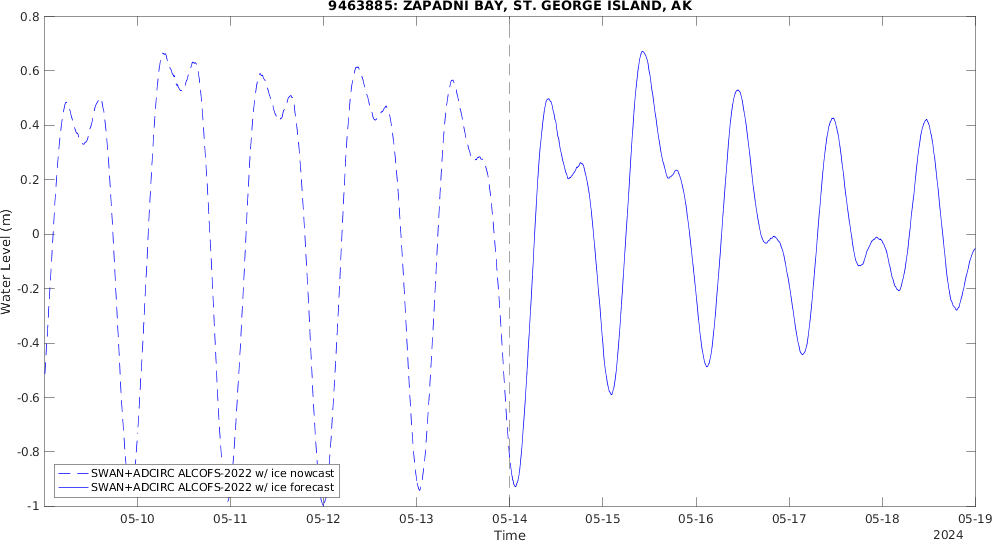 9463885: ZAPADNI BAY, ST. GEORGE ISLAND, AK
0.8
0.6
0.4
0.2
0
-0.2
-0.4
-0.6
-0.8
-1
Water Level (m)
SWAN+ADCIRC ALCOFS-2022 w/ ice nowcast
SWAN+ADCIRC ALCOFS-2022 w/ ice forecast
05-10 05-11 05-12 05-13 05-14 05-15 05-16 05-17 05-18 05-19
Time
2024